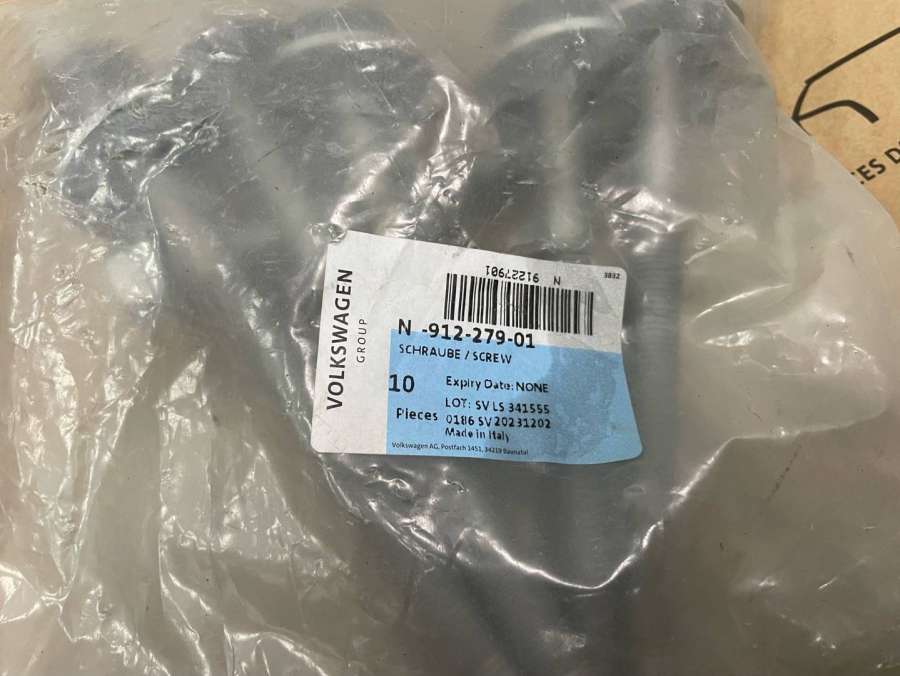 N 91227901
3032
VOLKSWAGEN
GROUP
N -912-279-01
SCHRAUBE / SCREW
10
Pieces
Expiry Date: NONE
LOT: SV LS 341555
0186 SV 20231202
Made in Italy
Volkswagen AG, Postfach 1451, 34219 Baunatal